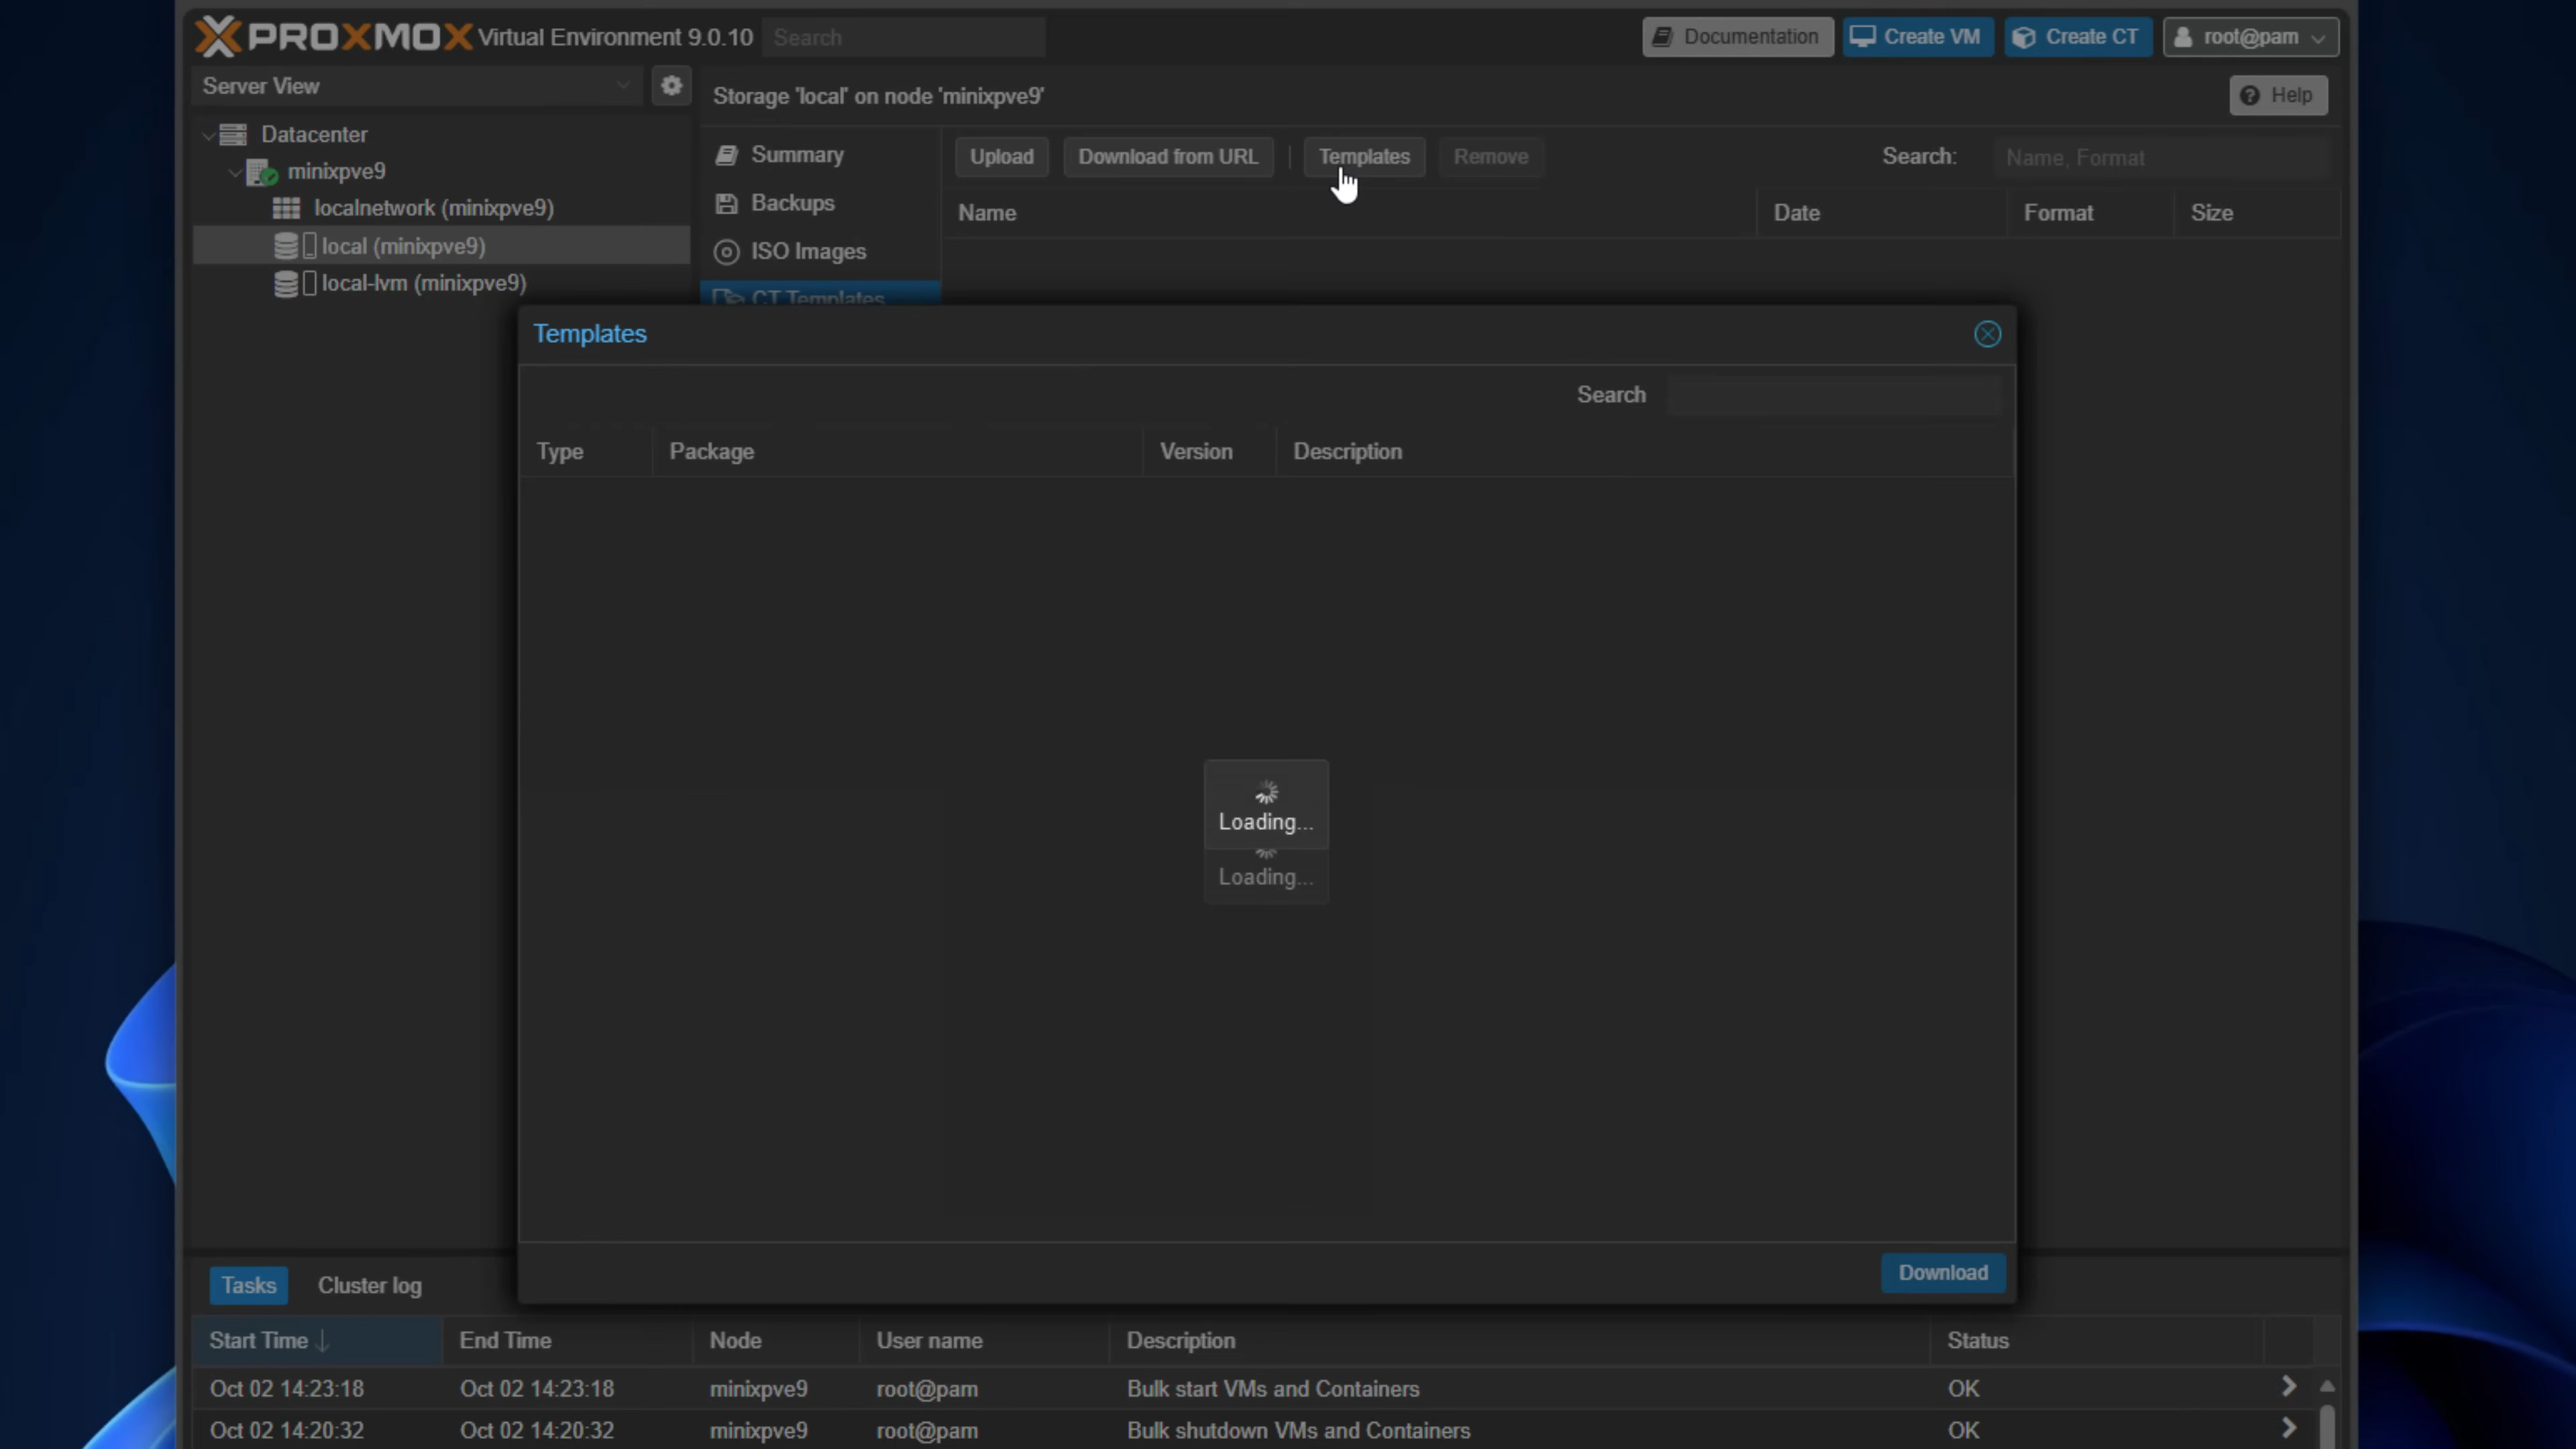 PROXMOX Virtual Environment 9.0.10 Search Documentation Create VM Create CT root@pam
Server View
Storage 'local' on node 'minixpve9' Help
Datacenter
minixpve9
localnetwork (minixpve9)
local (minixpve9)
local-lvm (minixpve9)
Summary
Backups
ISO Images
CT Templates
Upload Download from URL Templates Remove Search: Name, Format
Name Date Format Size
Templates
Search
Type Package Version Description
Loading...
Loading...
Download
Tasks Cluster log
Start Time End Time Node User name Description Status
Oct 02 14:23:18 Oct 02 14:23:18 minixpve9 root@pam Bulk start VMs and Containers OK
Oct 02 14:20:32 Oct 02 14:20:32 minixpve9 root@pam Bulk shutdown VMs and Containers OK